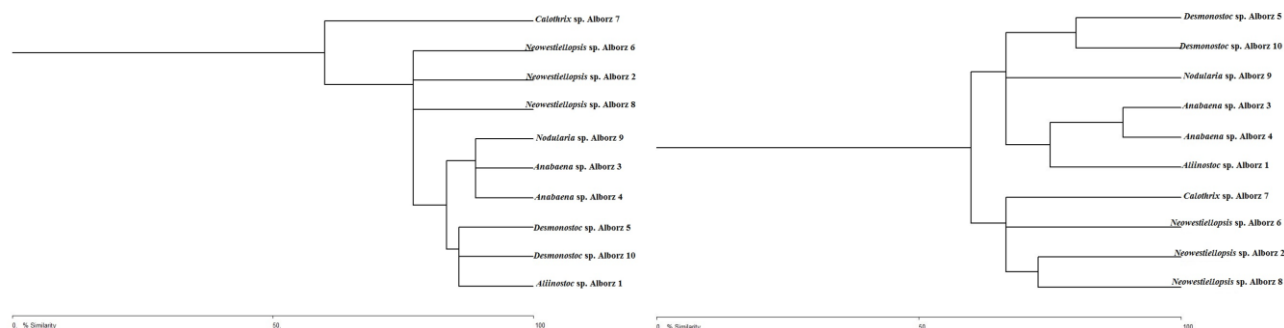 Calothrix sp. Alborz 7
Neowestiellopsis sp. Alborz 6
Neowestiellopsis sp. Alborz 2
Neowestiellopsis sp. Alborz 8
Nodularia sp. Alborz 9
Anabaena sp. Alborz 3
Anabaena sp. Alborz 4
Desmonostoc sp. Alborz 5
Desmonostoc sp. Alborz 10
Aliinostoc sp. Alborz 1
0. % Similarity 50. 100
Desmonostoc sp. Alborz 5
Desmonostoc sp. Alborz 10
Nodularia sp. Alborz 9
Anabaena sp. Alborz 3
Anabaena sp. Alborz 4
Aliinostoc sp. Alborz 1
Calothrix sp. Alborz 7
Neowestiellopsis sp. Alborz 6
Neowestiellopsis sp. Alborz 2
Neowestiellopsis sp. Alborz 8
0. % Similarity 50. 100